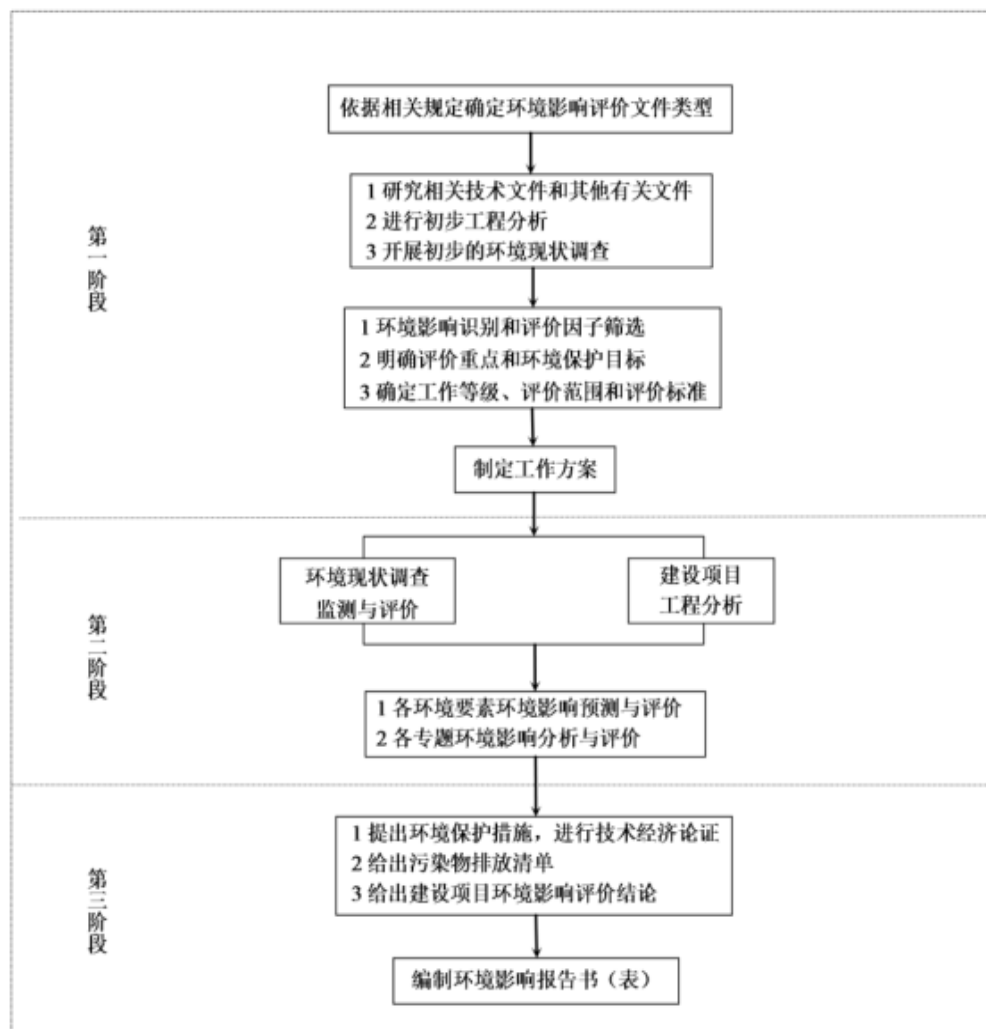 依据相关规定确定环境影响评价文件类型
1 研究相关技术文件和其他有关文件
2 进行初步工程分析
3 开展初步的环境现状调查
第一阶段
1 环境影响识别和评价因子筛选
2 明确评价重点和环境保护目标
3 确定工作等级、评价范围和评价标准
制定工作方案
环境现状调查
监测与评价
建设项目
工程分析
第二阶段
1 各环境要素环境影响预测与评价
2 各专题环境影响分析与评价
1 提出环境保护措施，进行技术经济论证
2 给出污染物排放清单
3 给出建设项目环境影响评价结论
第三阶段
编制环境影响报告书（表）